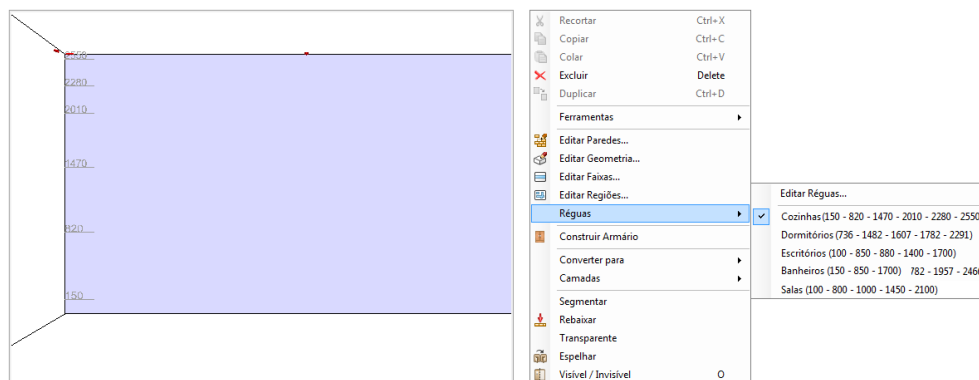 2550
2280
2010
1470
820
150
Recortar Ctrl+X
Copiar Ctrl+C
Colar Ctrl+V
Excluir Delete
Duplicar Ctrl+D
Ferramentas
Editar Paredes...
Editar Geometria...
Editar Faixas...
Editar Regiões...
Réguas
Construir Armário
Converter para
Camadas
Segmentar
Rebaixar
Transparente
Espelhar
Visível / Invisível O
Editar Réguas...
Cozinhas(150 - 820 - 1470 - 2010 - 2280 - 2550
Dormitórios (736 - 1482 - 1607 - 1782 - 2291)
Escritórios (100 - 850 - 880 - 1400 - 1700)
Banheiros (150 - 850 - 1700) 782 - 1957 - 246
Salas (100 - 800 - 1000 - 1450 - 2100)